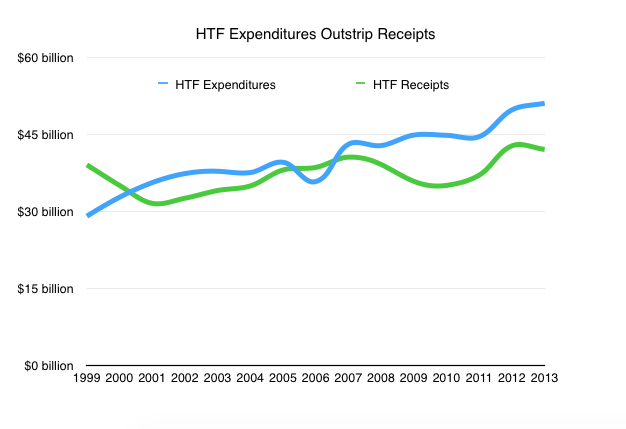 HTF Expenditures Outstrip Receipts
$60 billion
HTF Expenditures HTF Receipts
$45 billion
$30 billion
$15 billion
$0 billion
1999 2000 2001 2002 2003 2004 2005 2006 2007 2008 2009 2010 2011 2012 2013